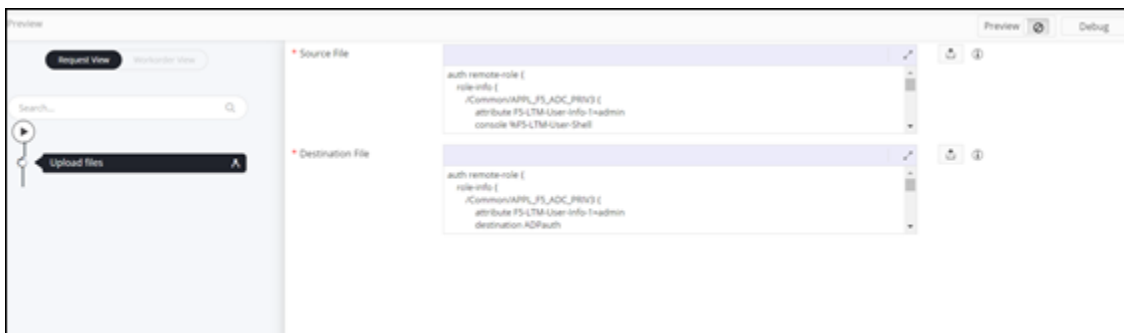 Preview
Preview
Debug
Request View
Workorder View
Search...
Upload files
* Source File
auth remote-role {
role-info {
/Common/APPL_F5_ADC_PRIV3 {
attribute F5-LTM-User-Info-1=admin
console %F5-LTM-User-Shell
* Destination File
auth remote-role {
role-info {
/Common/APPL_F5_ADC_PRIV3 {
attribute F5-LTM-User-Info-1=admin
destination ADPauth